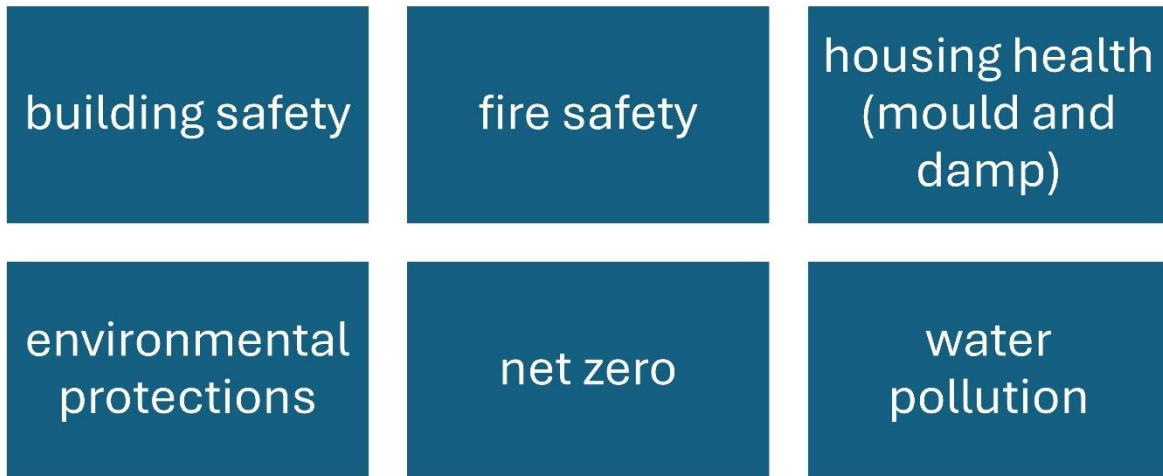 building safety
fire safety
housing health
(mould and
damp)
environmental
protections
net zero
water
pollution